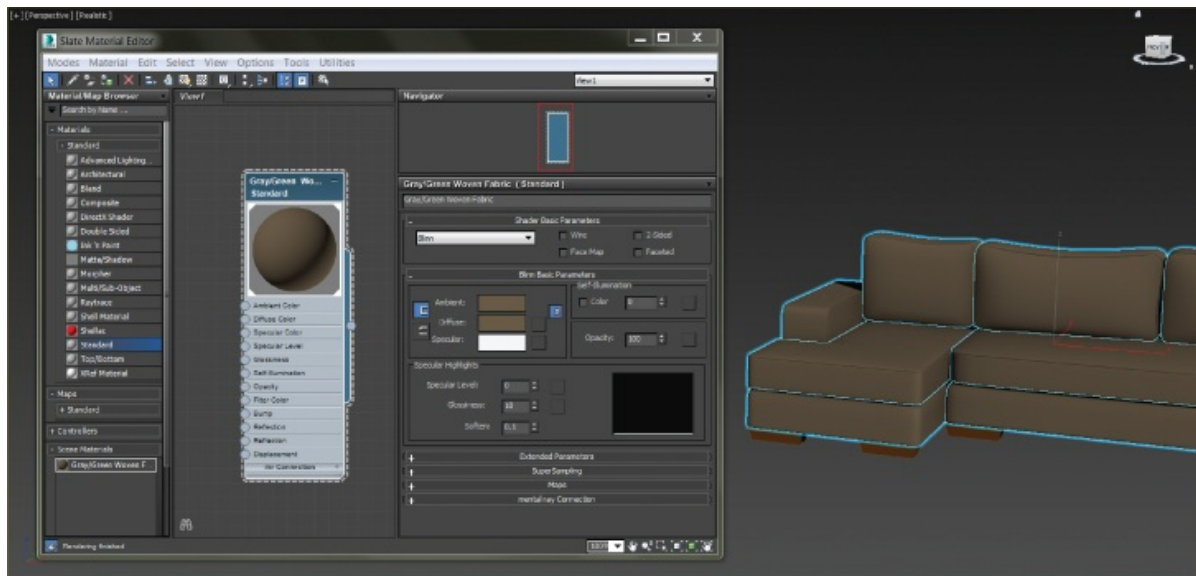 [+] [Perspective] [Realistic]
Slate Material Editor
Modes Material Edit Select View Options Tools Utilities
View1
Material/Map Browser
Search by Name ...
- Materials
- Standard
Advanced Lighting...
Architectural
Blend
Composite
DirectX Shader
Double Sided
Ink 'n Paint
Matte/Shadow
Morpher
Multi/Sub-Object
Raytrace
Shell Material
Shellac
Standard
Top/Bottom
XRef Material
- Maps
+ Standard
+ Controllers
- Scene Materials
Gray/Green Woven F
View1
Gray/Green Wo...
Standard
Ambient Color
Diffuse Color
Specular Color
Specular Level
Glossiness
Self-Illumination
Opacity
Filter Color
Bump
Reflection
Refraction
Displacement
mr Connection
Navigator
Gray/Green Woven Fabric ( Standard )
Gray/Green Woven Fabric
- Shader Basic Parameters
Blinn
Wire
2-Sided
Face Map
Faceted
- Blinn Basic Parameters
Ambient:
Diffuse:
Specular:
Self-Illumination
Color 0
Opacity: 100
Specular Highlights
Specular Level: 0
Glossiness: 10
Soften: 0,1
+ Extended Parameters
+ SuperSampling
+ Maps
+ mental ray Connection
Rendering finished
100%